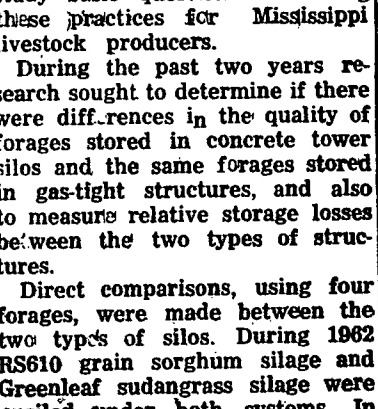 these practices for Mississippi
livestock producers.
During the past two years re-
search sought to determine if there
were differences in the quality of
forages stored in concrete tower
silos and the same forages stored
in gas-tight structures, and also
to measure relative storage losses
between the two types of struc-
tures.
Direct comparisons, using four
forages, were made between the
two types of silos. During 1962
RS610 grain sorghum silage and
Greenleaf sudangrass silage were
under both systems. In